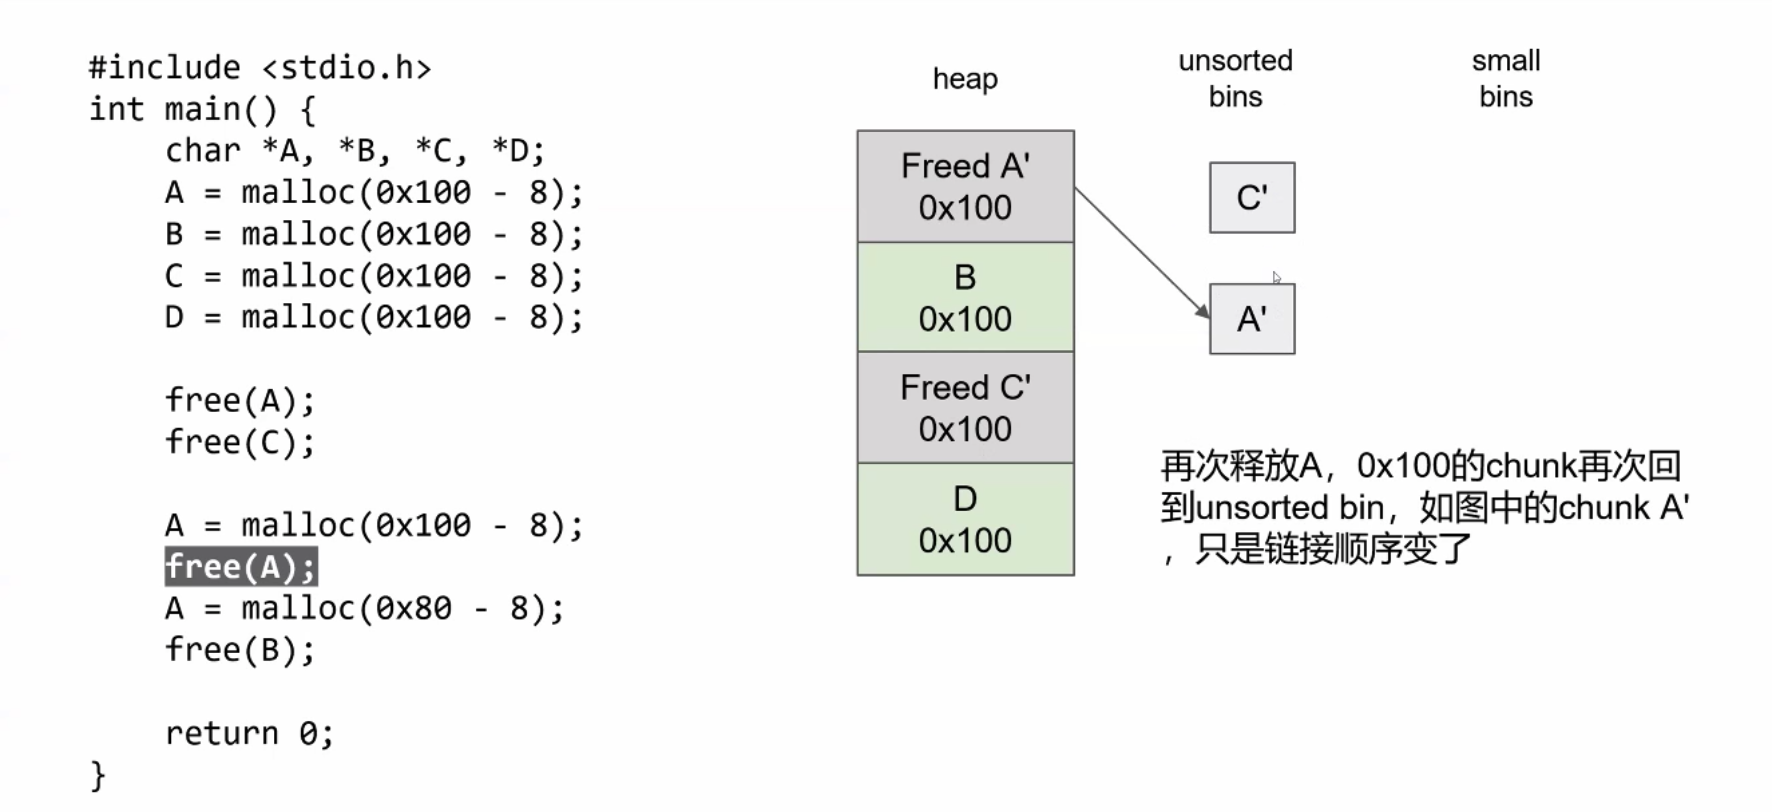 #include <stdio.h>
int main() {
    char *A, *B, *C, *D;
    A = malloc(0x100 - 8);
    B = malloc(0x100 - 8);
    C = malloc(0x100 - 8);
    D = malloc(0x100 - 8);
    free(A);
    free(C);
    A = malloc(0x100 - 8);
    free(A);
    A = malloc(0x80 - 8);
    free(B);
    return 0;
}
heap
Freed A'
0x100
B
0x100
Freed C'
0x100
D
0x100
unsorted
bins
C'
A'
small
bins
再次释放A，0x100的chunk再次回
到unsorted bin，如图中的chunk A'
，只是链接顺序变了